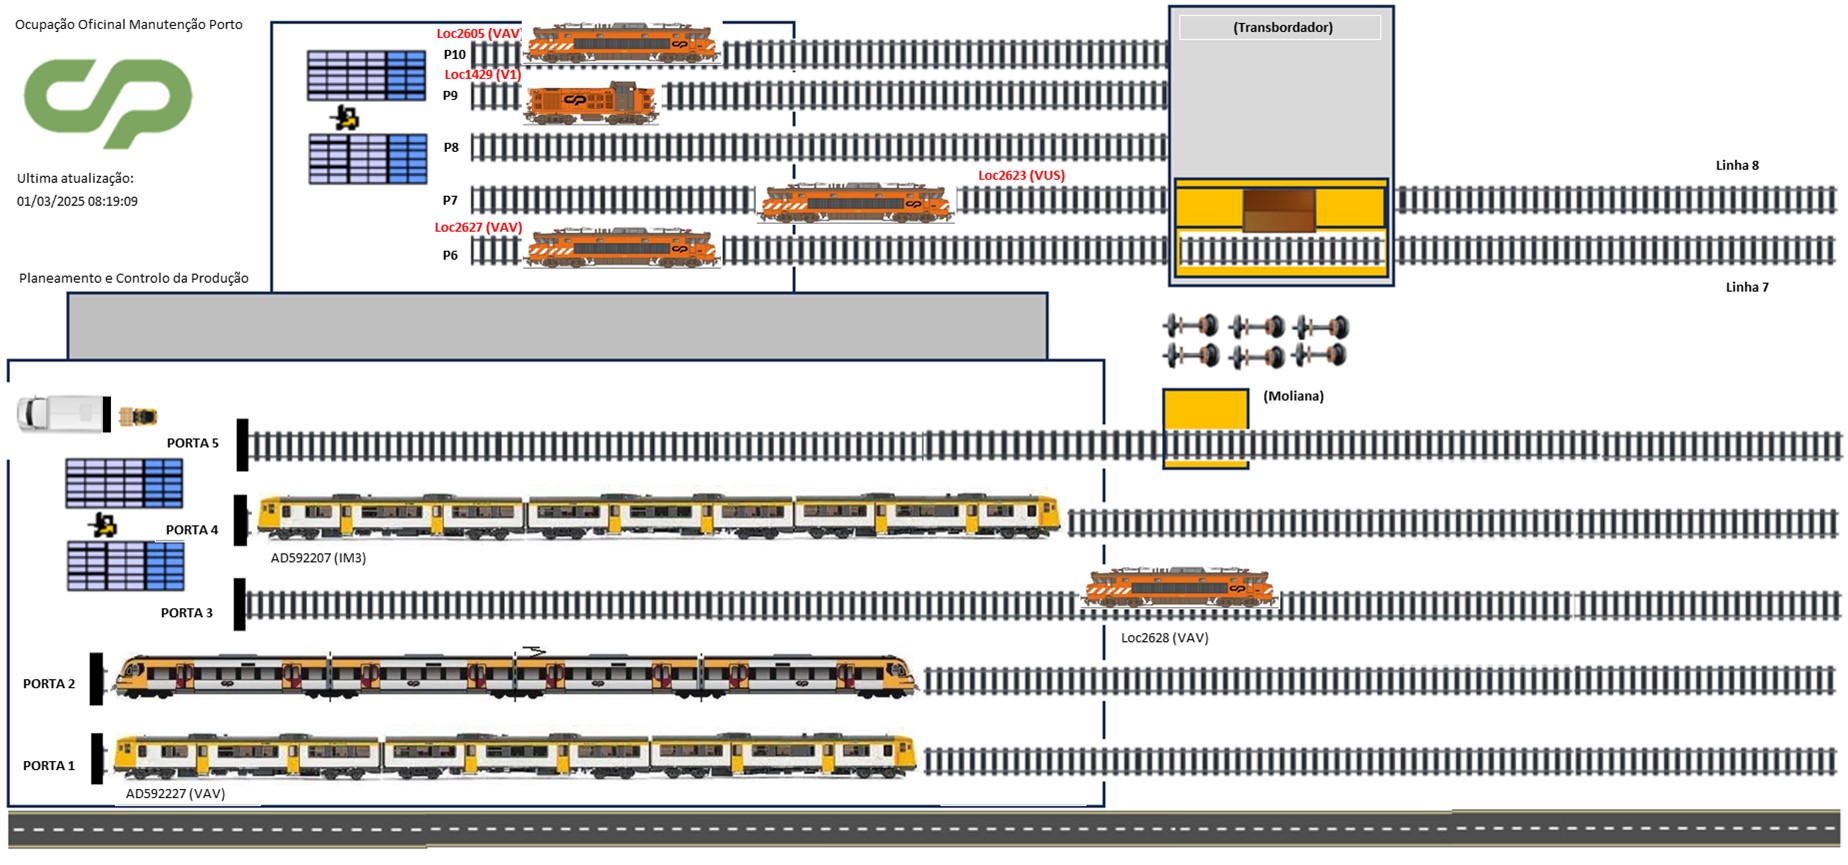 Ocupação Oficinal Manutenção Porto
Ultima atualização:
01/03/2025 08:19:09
Planeamento e Controlo da Produção
Loc2605 (VAV)
P10
Loc1429 (V1)
P9
P8
Loc2623 (VUS)
P7
Loc2627 (VAV)
P6
(Transbordador)
Linha 8
Linha 7
(Moliana)
PORTA 5
PORTA 4
AD592207 (IM3)
PORTA 3
Loc2628 (VAV)
PORTA 2
PORTA 1
AD592227 (VAV)